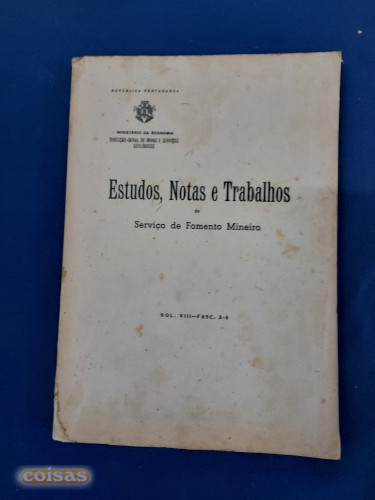 REPÚBLICA PORTUGUESA
MINISTÉRIO DA ECONOMIA
DIRECÇÃO-GERAL DE MINAS E SERVIÇOS
GEOLÓGICOS
Estudos, Notas e Trabalhos
do
Serviço de Fomento Mineiro
VOL. VIII—FASC. 3-4
coisas